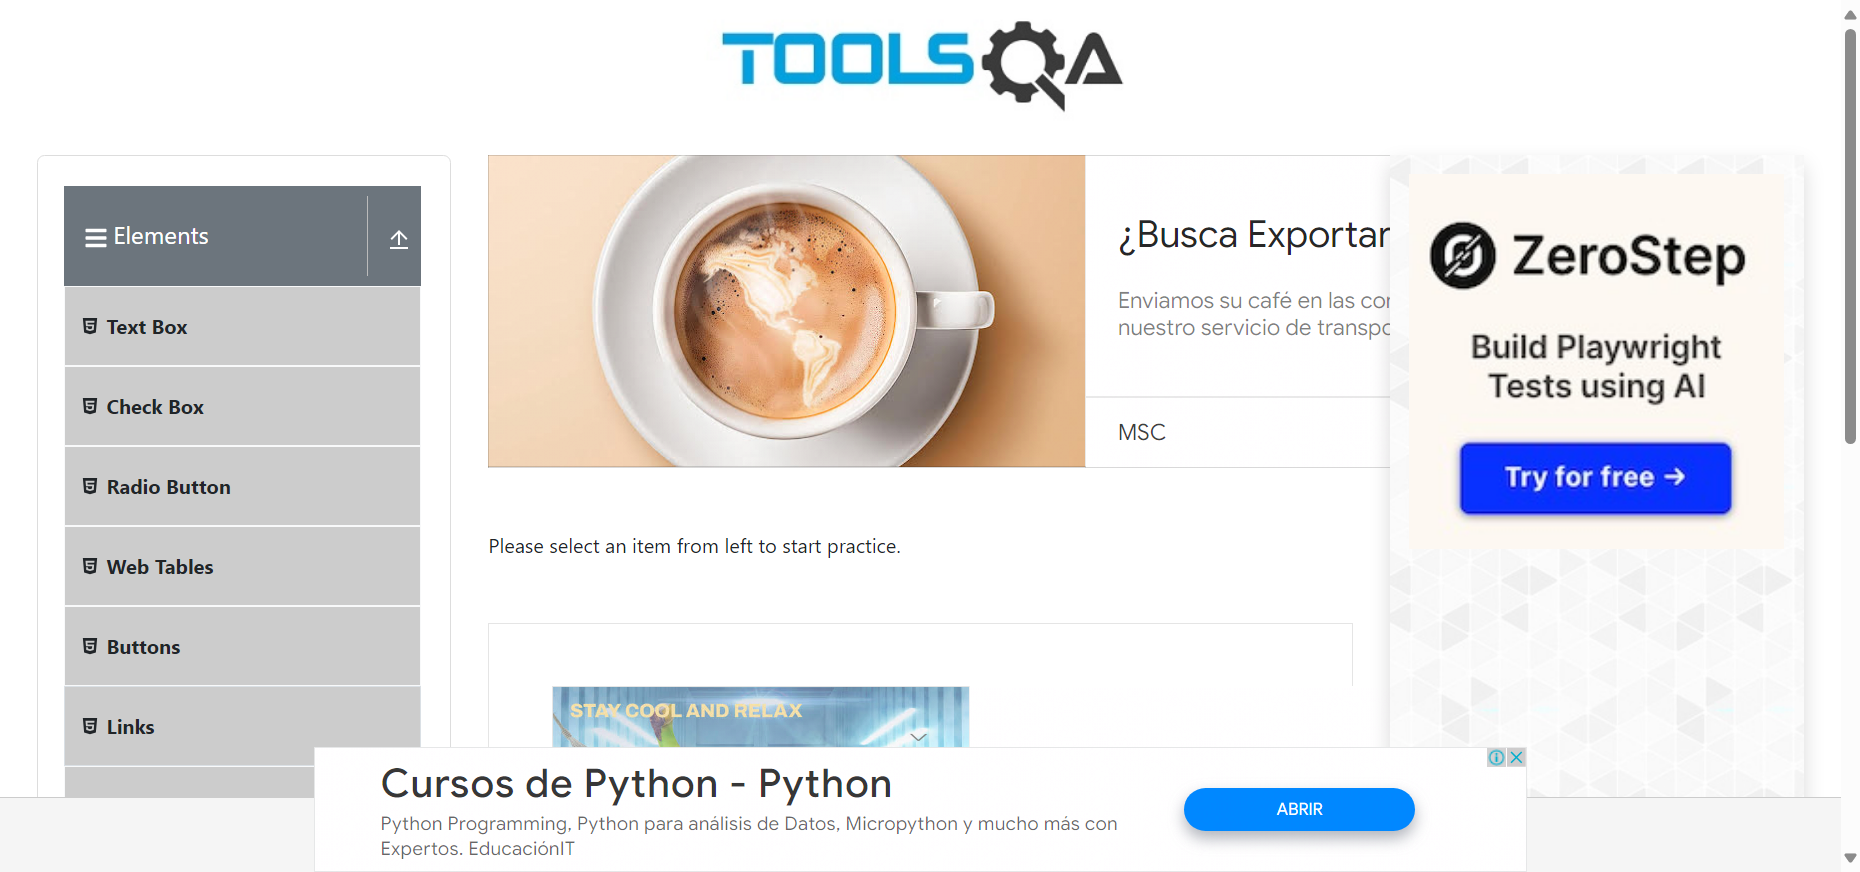 TOOLSQA
Elements
Text Box
Check Box
Radio Button
Web Tables
Buttons
Links
¿Busca Exportar
Enviamos su café en las con
nuestro servicio de transpo
MSC
Please select an item from left to start practice.
STAY COOL AND RELAX
ZeroStep
Build Playwright
Tests using AI
Try for free →
Cursos de Python - Python
Python Programming, Python para análisis de Datos, Micropython y mucho más con
Expertos. EducaciónIT
ABRIR